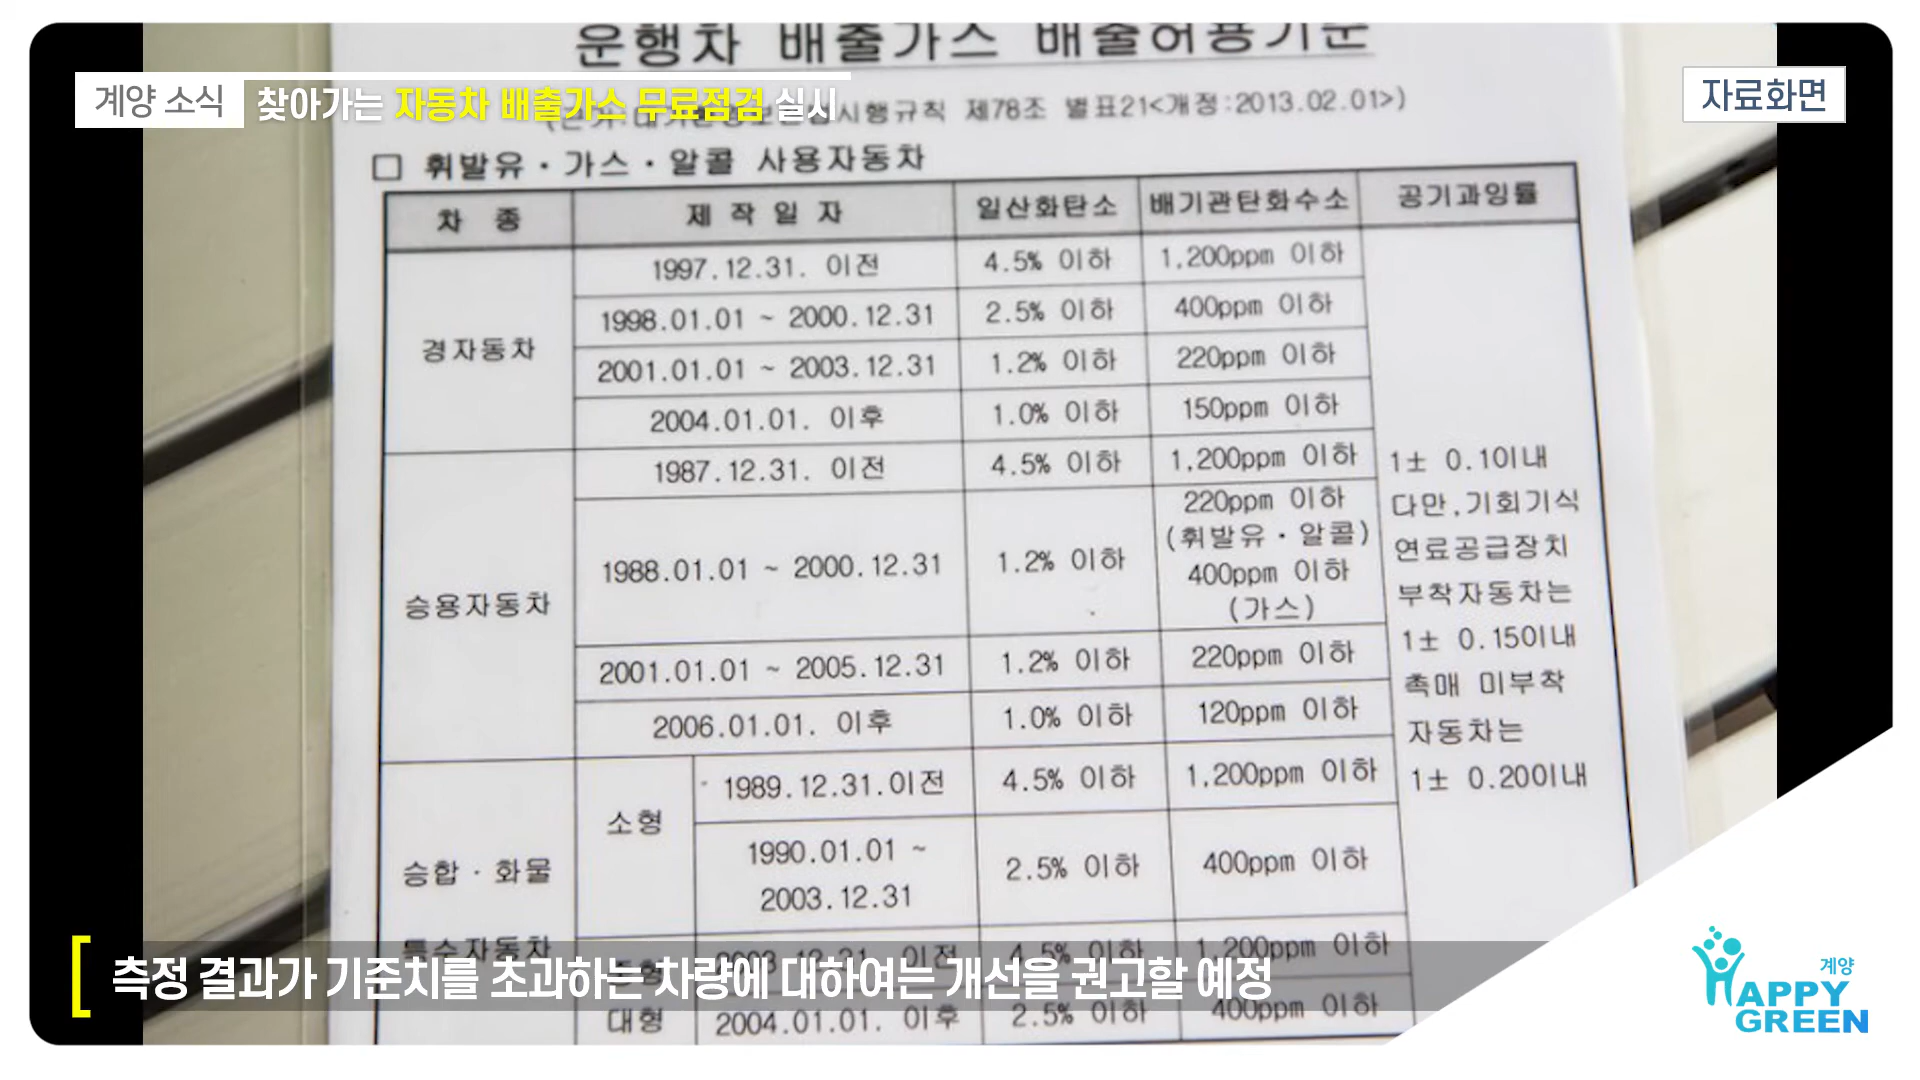 운행차 배출가스 배출허용기준
계양 소식
찾아가는 자동차 배출가스 무료점검 실시
자료화면
시행규칙 제78조 별표21<개정:2013.02.01>)
□ 휘발유·가스·알콜 사용자동차
차 종 제 작 일 자 일산화탄소 배기관탄화수소 공기과잉률
경자동차
1997.12.31. 이전 4.5% 이하 1,200ppm 이하
1998.01.01 ~ 2000.12.31 2.5% 이하 400ppm 이하
2001.01.01 ~ 2003.12.31 1.2% 이하 220ppm 이하
2004.01.01. 이후 1.0% 이하 150ppm 이하
승용자동차
1987.12.31. 이전 4.5% 이하 1,200ppm 이하
1988.01.01 ~ 2000.12.31 1.2% 이하
220ppm 이하
(휘발유·알콜)
400ppm 이하
(가스)
2001.01.01 ~ 2005.12.31 1.2% 이하 220ppm 이하
2006.01.01. 이후 1.0% 이하 120ppm 이하
1± 0.1이내
다만,기회기식
연료공급장치
부착자동차는
1± 0.15이내
촉매 미부착
자동차는
1± 0.20이내
승합·화물
특수자동차
소형
1989.12.31.이전 4.5% 이하 1,200ppm 이하
1990.01.01 ~
2003.12.31
2.5% 이하 400ppm 이하
2003.12.31. 이전 4.5% 이하 1,200ppm 이하
대형 2004.01.01. 이후 2.5% 이하 400ppm 이하
측정 결과가 기준치를 초과하는 차량에 대하여는 개선을 권고할 예정
계양
HAPPY
GREEN